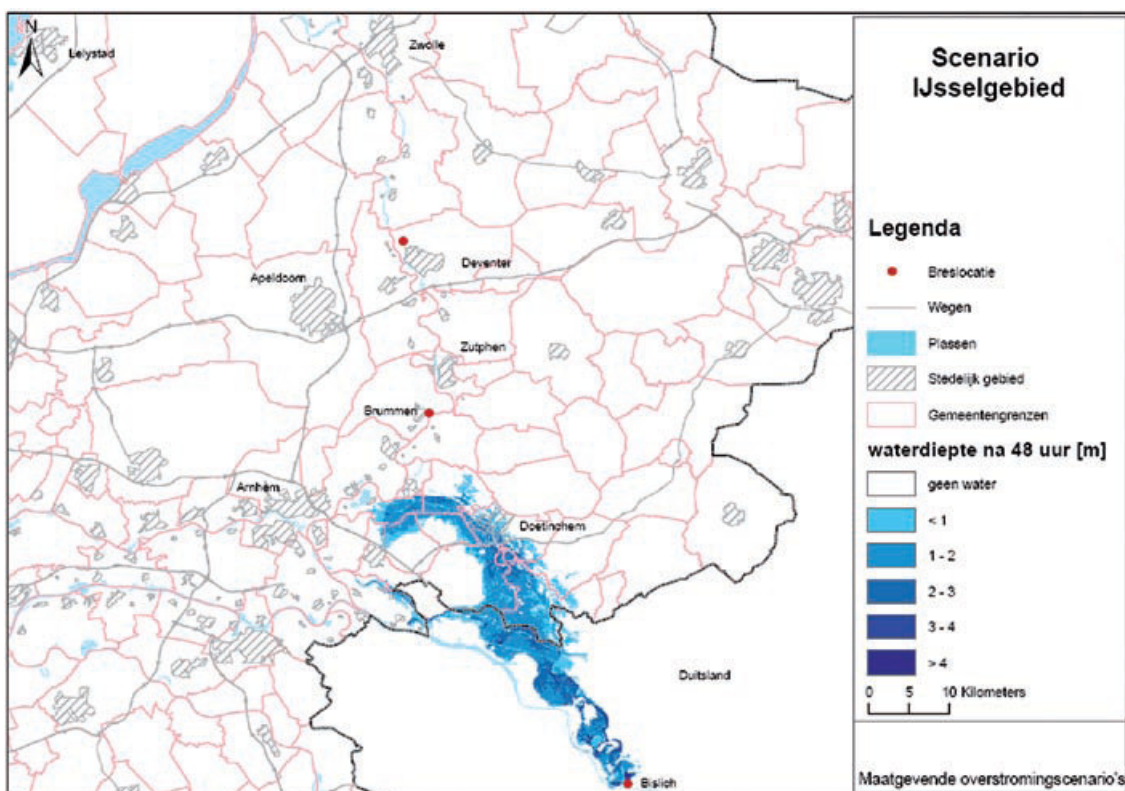 N
Lelystad
Zwolle
Deventer
Apeldoorn
Zutphen
Brummen
Arnhem
Doetinchem
Duitsland
Bislich
Scenario
IJsselgebied
Legenda
Breslocatie
Wegen
Plassen
Stedelijk gebied
Gemeentengrenzen
waterdiepte na 48 uur [m]
geen water
< 1
1 - 2
2 - 3
3 - 4
> 4
0 5 10 Kilometers
Maatgevende overstromingscenario's